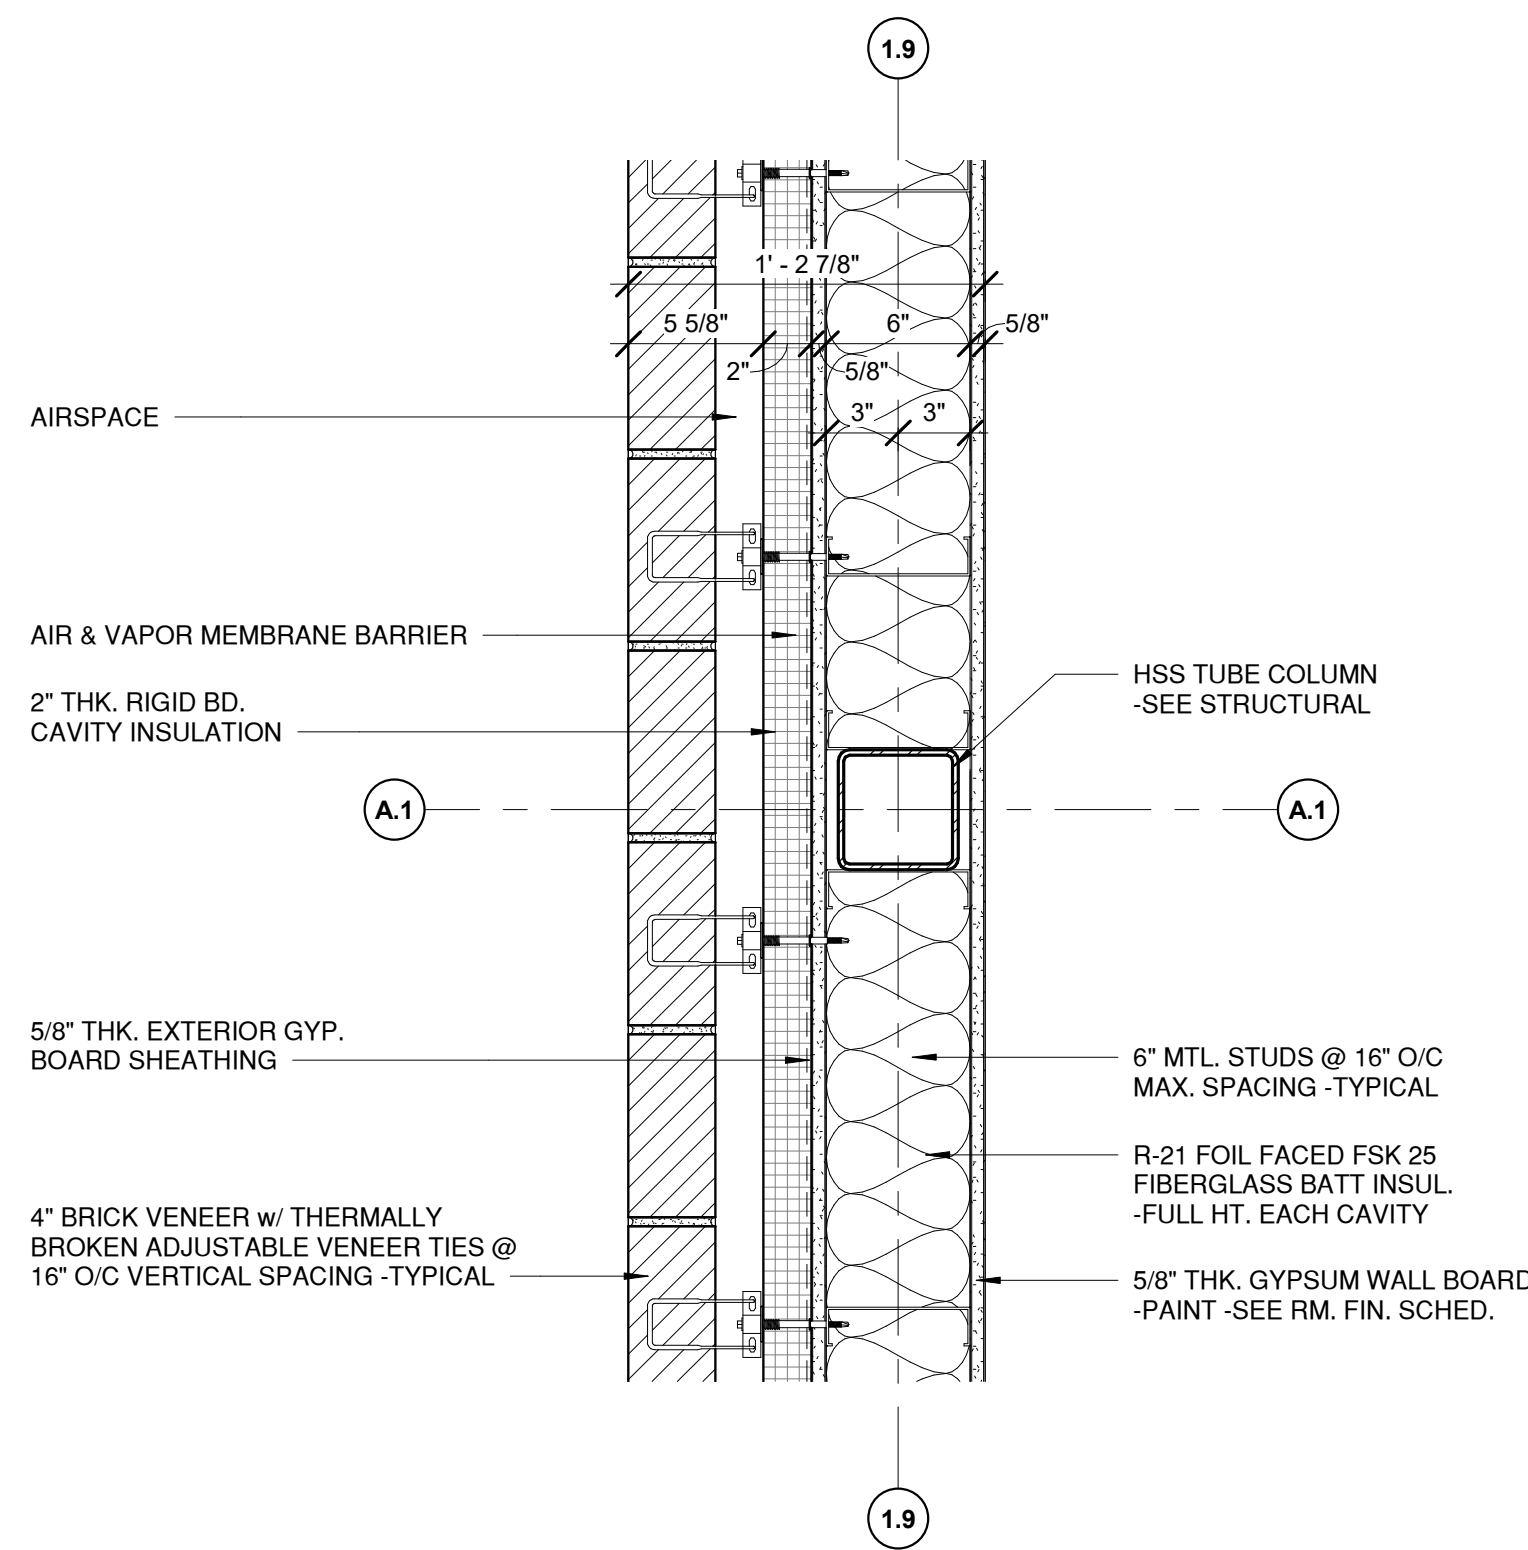 1.9
1' - 2 7/8"
5 5/8"
6"
5/8"
2"
5/8"
3"
3"
AIRSPACE
AIR & VAPOR MEMBRANE BARRIER
2" THK. RIGID BD.
CAVITY INSULATION
HSS TUBE COLUMN
-SEE STRUCTURAL
A.1
A.1
5/8" THK. EXTERIOR GYP.
BOARD SHEATHING
6" MTL. STUDS @ 16" O/C
MAX. SPACING -TYPICAL
R-21 FOIL FACED FSK 25
FIBERGLASS BATT INSUL.
-FULL HT. EACH CAVITY
4" BRICK VENEER w/ THERMALLY
BROKEN ADJUSTABLE VENEER TIES @
16" O/C VERTICAL SPACING -TYPICAL
5/8" THK. GYPSUM WALL BOARD
-PAINT -SEE RM. FIN. SCHED.
1.9